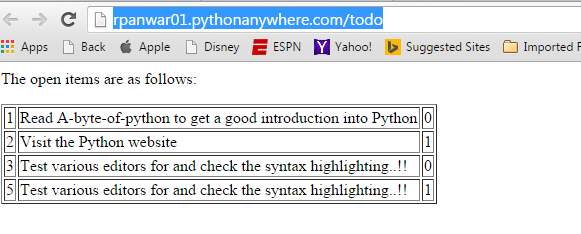 rpanwar01.pythonanywhere.com/todo
Apps Bank Apple Disney ESPN Yahoo! Suggested Sites Imported F
The open items are as follows:
1 Read A-byte-of-python to get a good introduction into Python 0
2 Visit the Python website 1
3 Test various editors for and check the syntax highlighting..!! 0
5 Test various editors for and check the syntax highlighting..!! 1